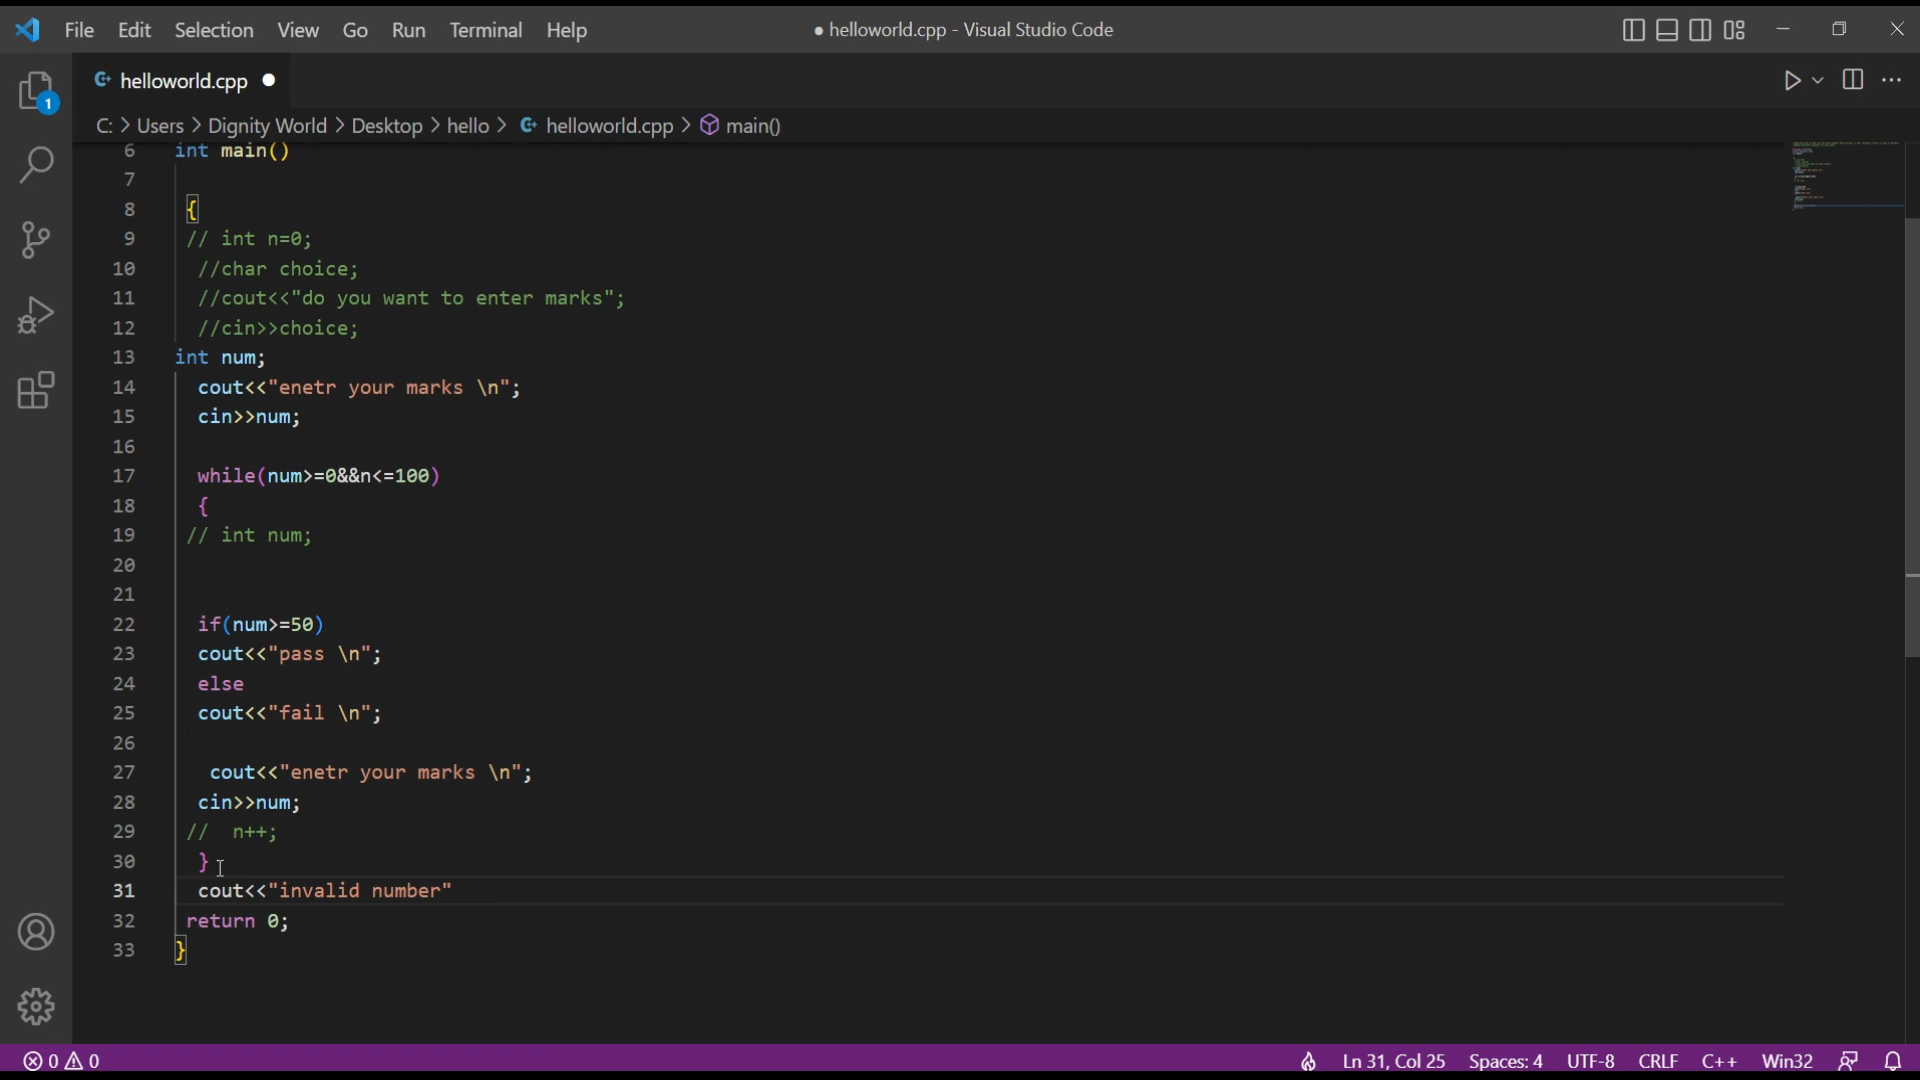 File Edit Selection View Go Run Terminal Help ● helloworld.cpp - Visual Studio Code
helloworld.cpp ●
C: > Users > Dignity World > Desktop > hello > helloworld.cpp > main()
6 int main()
7
8 {
9 // int n=0;
10 //char choice;
11 //cout<<"do you want to enter marks";
12 //cin>>choice;
13 int num;
14 cout<<"enetr your marks \n";
15 cin>>num;
16
17 while(num>=0&&n<=100)
18 {
19 // int num;
20
21
22 if(num>=50)
23 cout<<"pass \n";
24 else
25 cout<<"fail \n";
26
27 cout<<"enetr your marks \n";
28 cin>>num;
29 // n++;
30 }
31 cout<<"invalid number"
32 return 0;
33 }
1
0 0 Ln 31, Col 25 Spaces: 4 UTF-8 CRLF C++ Win32